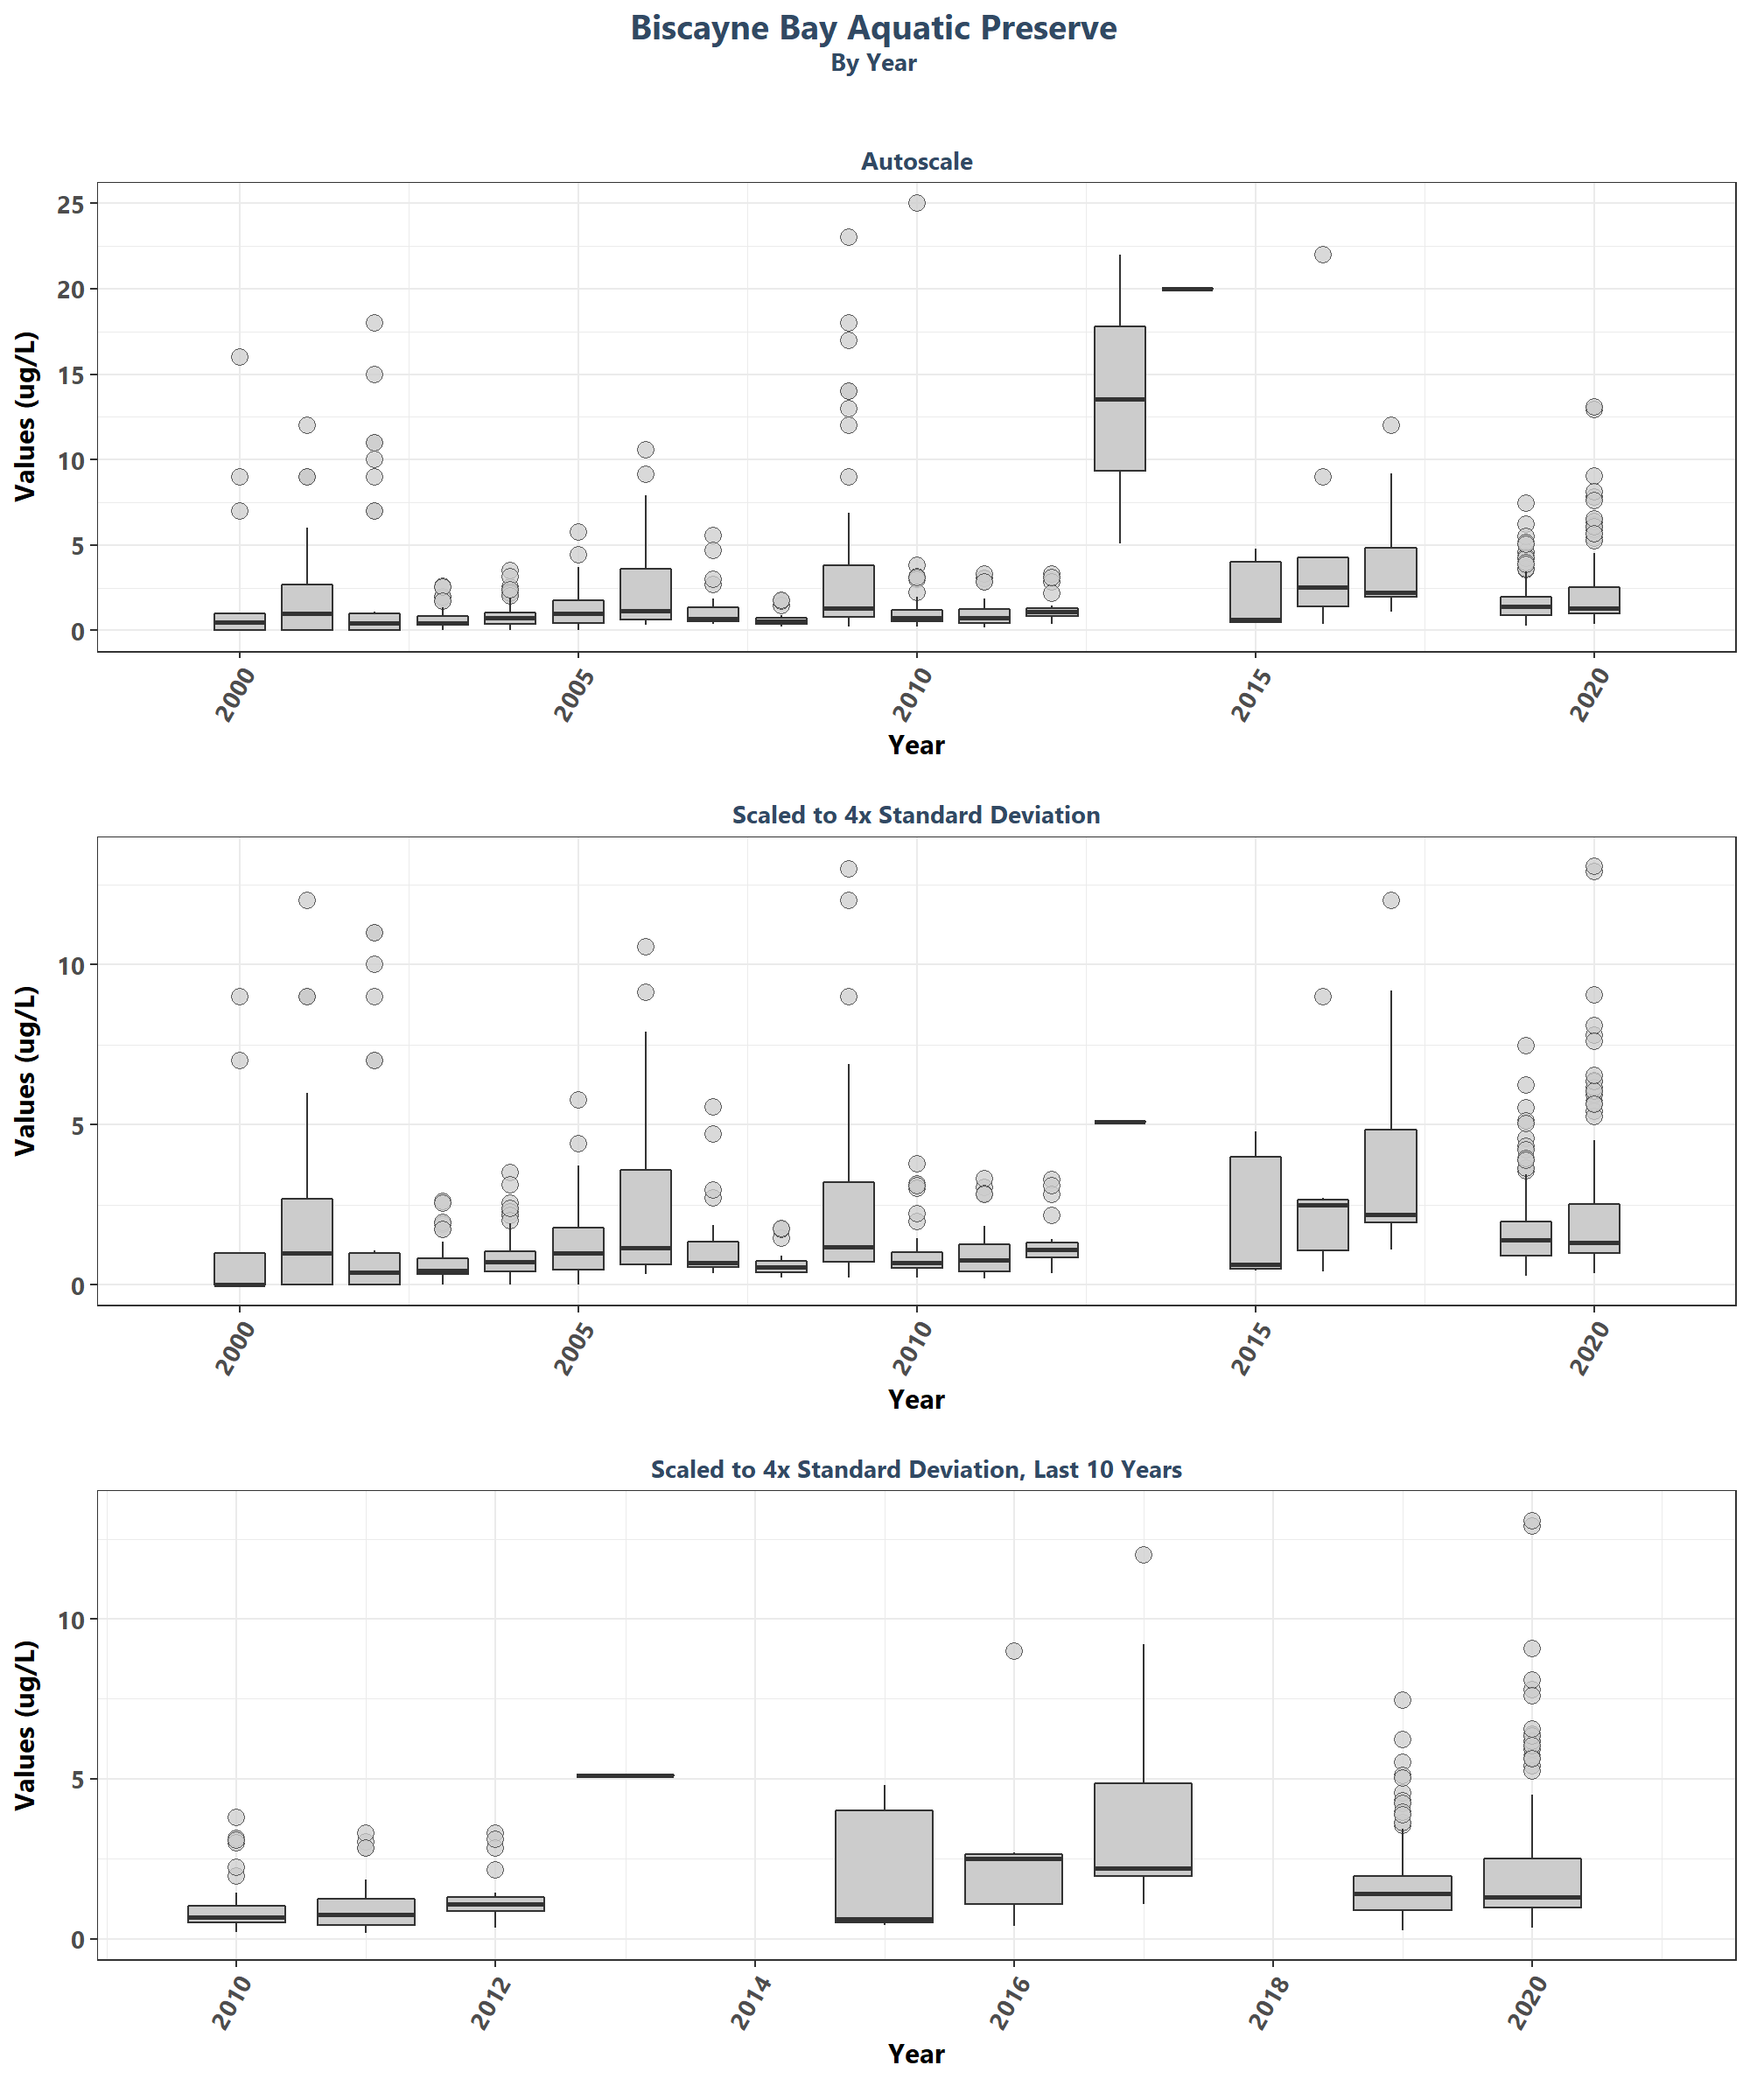 Biscayne Bay Aquatic Preserve
By Year
Autoscale
Values (ug/L)
25
20
15
10
5
0
2000 2005 2010 2015 2020
Year
Scaled to 4x Standard Deviation
Values (ug/L)
10
5
0
2000 2005 2010 2015 2020
Year
Scaled to 4x Standard Deviation, Last 10 Years
Values (ug/L)
10
5
0
2010 2012 2014 2016 2018 2020
Year